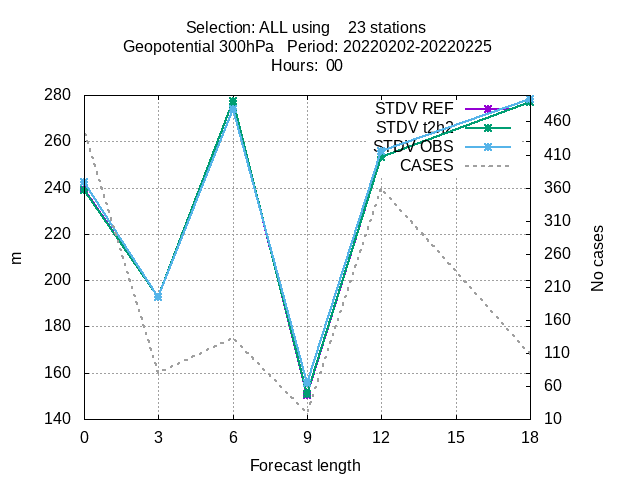 Selection: ALL using 23 stations
Geopotential 300hPa Period: 20220202-20220225
Hours: 00
280
260
240
220
200
180
160
140
m
STDV REF
STDV t2h2
STDV OBS
CASES
460
410
360
310
260
210
160
110
60
10
No cases
0 3 6 9 12 15 18
Forecast length